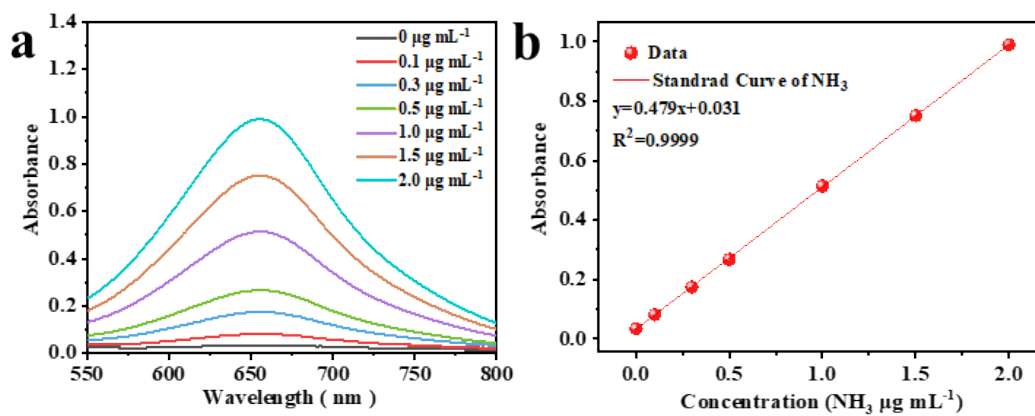 a
Absorbance
1.4
1.2
1.0
0.8
0.6
0.4
0.2
0.0
550
600
650
700
750
800
Wavelength ( nm )
0 μg mL⁻¹
0.1 μg mL⁻¹
0.3 μg mL⁻¹
0.5 μg mL⁻¹
1.0 μg mL⁻¹
1.5 μg mL⁻¹
2.0 μg mL⁻¹
b
Absorbance
1.0
0.8
0.6
0.4
0.2
0.0
0.0
0.5
1.0
1.5
2.0
Concentration (NH₃ μg mL⁻¹)
Data
Standrad Curve of NH₃
y=0.479x+0.031
R²=0.9999